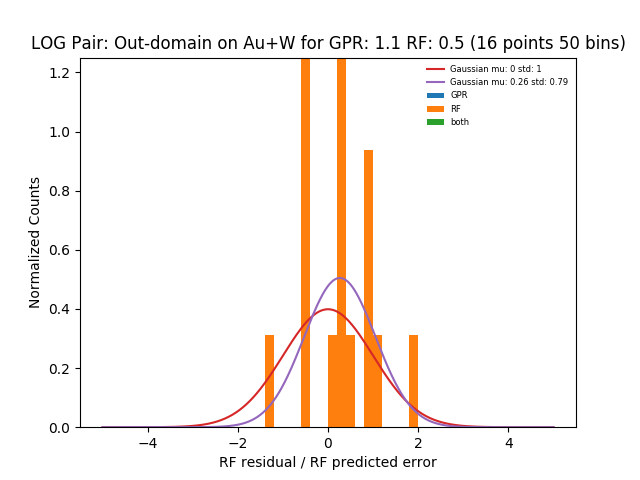 LOG Pair: Out-domain on Au+W for GPR: 1.1 RF: 0.5 (16 points 50 bins)
Gaussian mu: 0 std: 1
Gaussian mu: 0.26 std: 0.79
GPR
RF
both
1.2
1.0
0.8
0.6
0.4
0.2
0.0
Normalized Counts
−4
−2
0
2
4
RF residual / RF predicted error